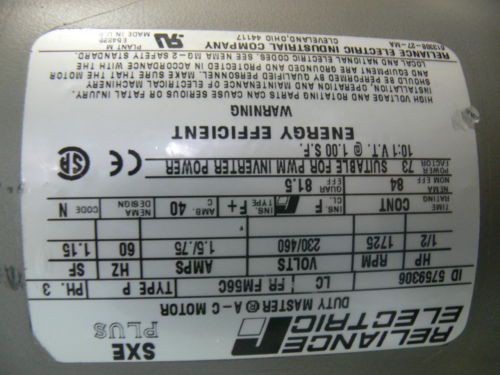 RELIANCE
ELECTRIC
SXE
PLUS
DUTY MASTER® A-C MOTOR
ID 5759306 LC FR FM56C TYPE P PH. 3
HP RPM VOLTS AMPS HZ SF
1/2 1725 230/460 1.5/.75 60 1.15
TIME RATING CONT INS. CL. F INS. TYPE F+ AMB. 40 NEMA DESIGN CODE N
NEMA NOM EFF 84 GUAR EFF 81.5
POWER FACTOR 73 SUITABLE FOR PWM INVERTER POWER
10:1 V.T. @ 1.00 S.F.
CE SA
ENERGY EFFICIENT
WARNING
HIGH VOLTAGE AND ROTATING PARTS CAN CAUSE SERIOUS OR FATAL INJURY.
INSTALLATION, OPERATION AND MAINTENANCE OF ELECTRICAL MACHINERY
SHOULD BE PERFORMED BY QUALIFIED PERSONNEL. MAKE SURE THAT THE MOTOR
AND EQUIPMENT ARE GROUNDED AND PROTECTED IN ACCORDANCE WITH
LOCAL AND NATIONAL ELECTRIC CODES. SEE NEMA MG-2 SAFETY STANDARD.
RELIANCE ELECTRIC INDUSTRIAL COMPANY
CLEVELAND, OHIO 44117
PLANT M
MADE IN U.S.A.